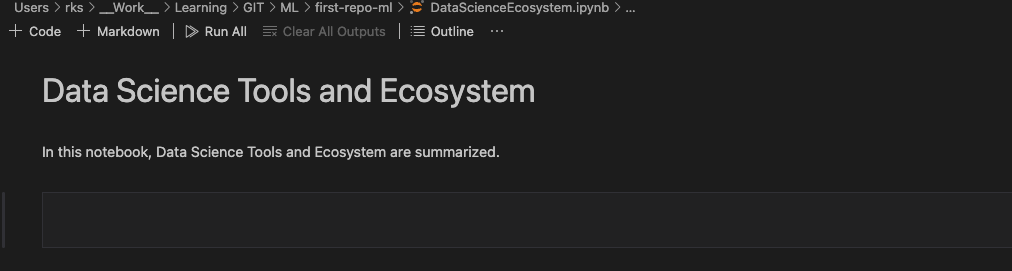 Users > rks > __Work__ > Learning > GIT > ML > first-repo-ml > DataScienceEcosystem.ipynb > ...
+ Code + Markdown | Run All Clear All Outputs | Outline ...
Data Science Tools and Ecosystem
In this notebook, Data Science Tools and Ecosystem are summarized.